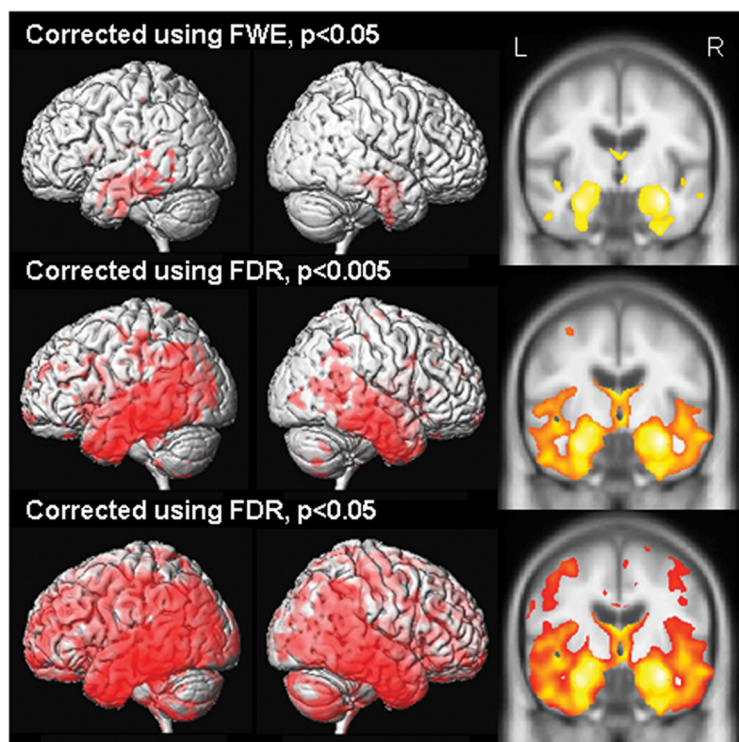 Corrected using FWE, p<0.05
L R
Corrected using FDR, p<0.005
Corrected using FDR, p<0.05